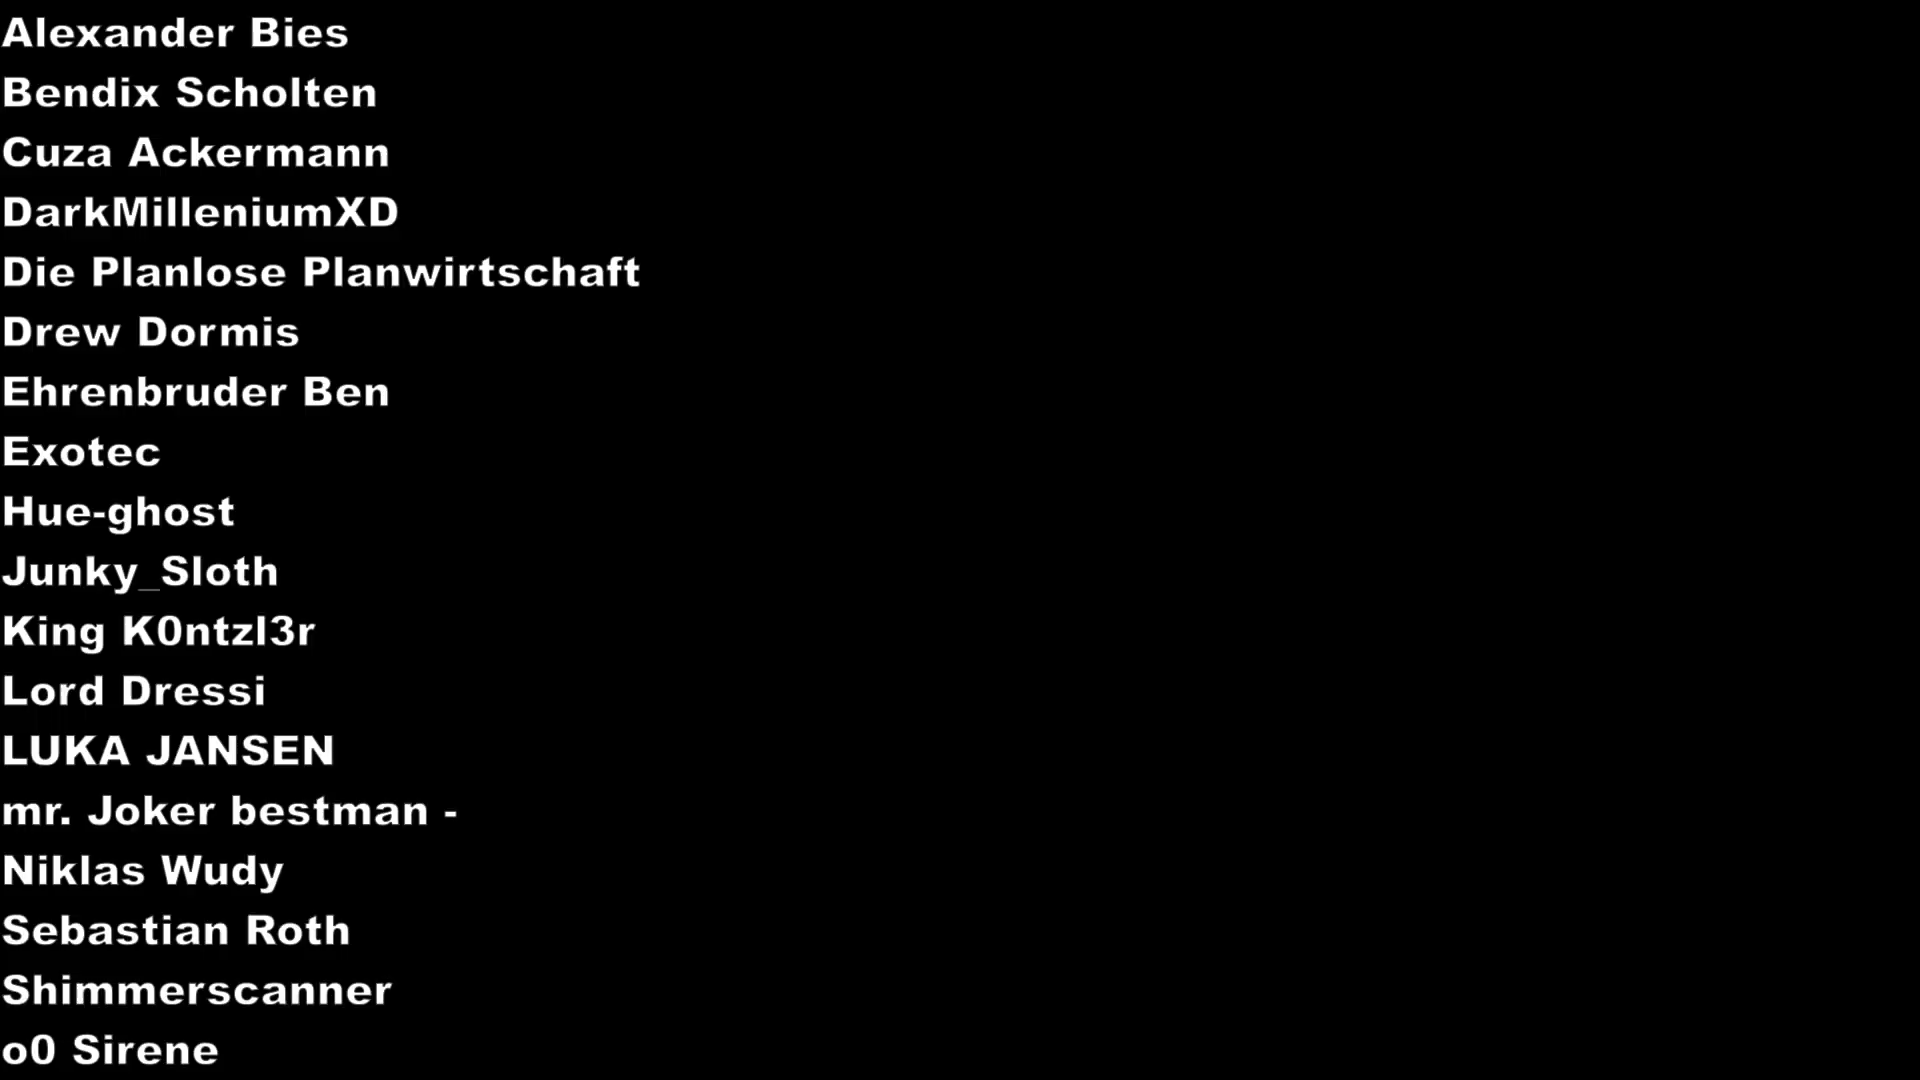 Alexander Bies
Bendix Scholten
Cuza Ackermann
DarkMilleniumXD
Die Planlose Planwirtschaft
Drew Dormis
Ehrenbruder Ben
Exotec
Hue-ghost
Junky_Sloth
King K0ntzl3r
Lord Dressi
LUKA JANSEN
mr. Joker bestman -
Niklas Wudy
Sebastian Roth
Shimmerscanner
o0 Sirene